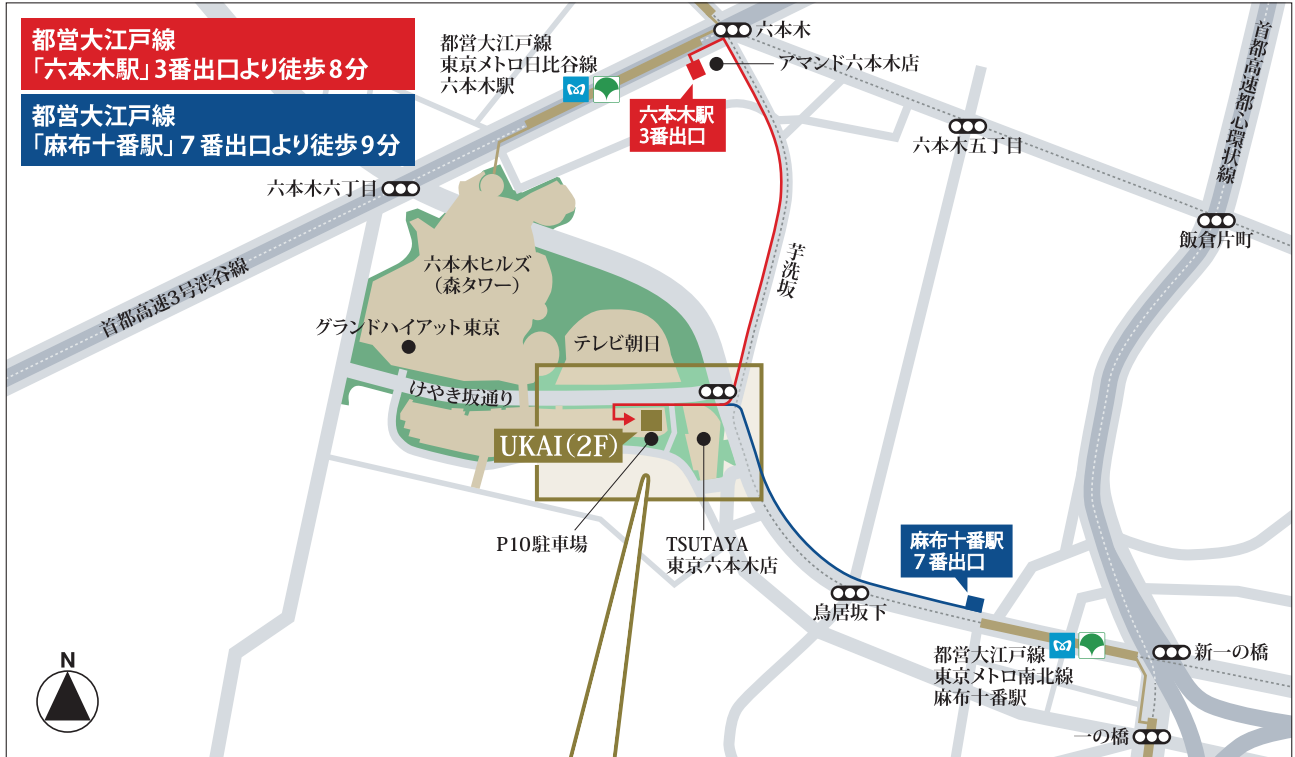 都営大江戸線
「六本木駅」3番出口より徒歩8分
都営大江戸線
「麻布十番駅」7番出口より徒歩9分
都営大江戸線
東京メトロ日比谷線
六本木駅
六本木
アマンド六本木店
六本木駅
3番出口
六本木五丁目
首都高速都心環状線
飯倉片町
六本木六丁目
首都高速3号渋谷線
芋洗坂
六本木ヒルズ
（森タワー）
グランドハイアット東京
テレビ朝日
けやき坂通り
UKAI（2F）
P10駐車場
TSUTAYA
東京六本木店
麻布十番駅
7番出口
鳥居坂下
都営大江戸線
東京メトロ南北線
麻布十番駅
新一の橋
一の橋
N